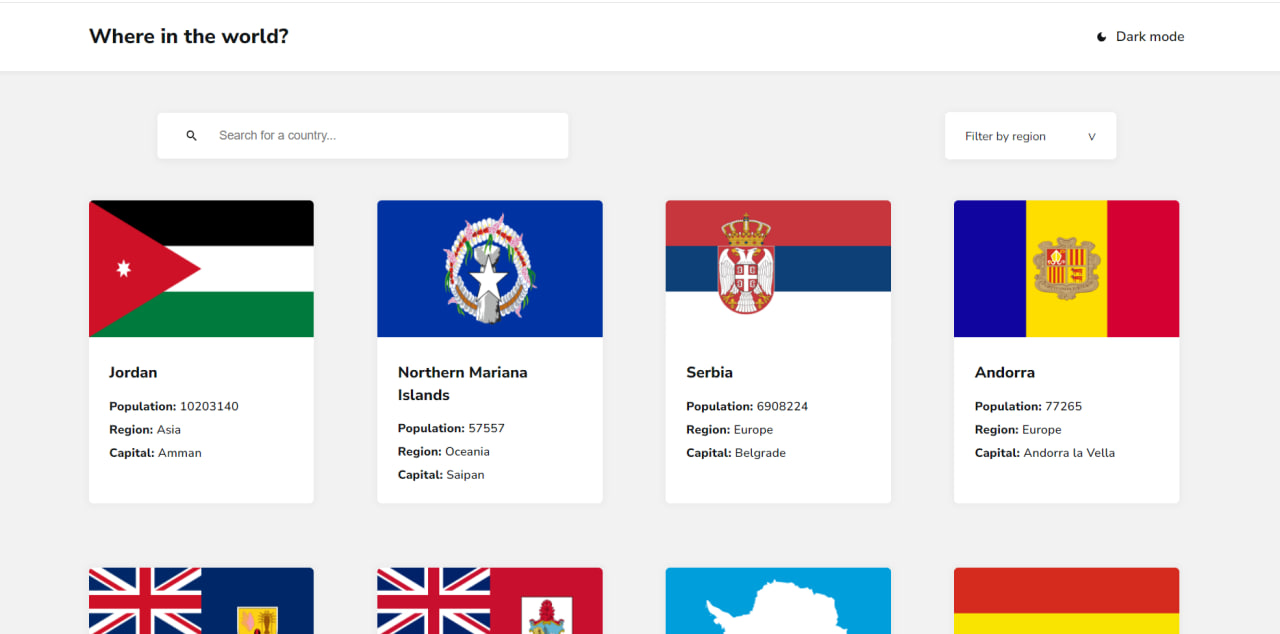 Where in the world?
Dark mode
Search for a country...
Filter by region
V
Jordan
Population: 10203140
Region: Asia
Capital: Amman
Northern Mariana
Islands
Population: 57557
Region: Oceania
Capital: Saipan
Serbia
Population: 6908224
Region: Europe
Capital: Belgrade
Andorra
Population: 77265
Region: Europe
Capital: Andorra la Vella